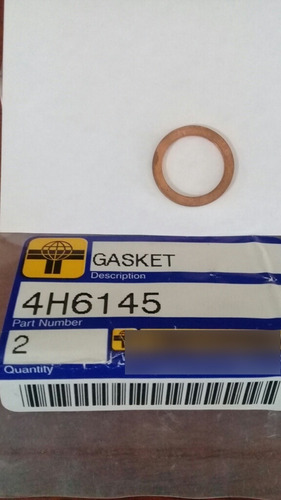 GASKET
Description
4H6145
Part Number
2
Quantity